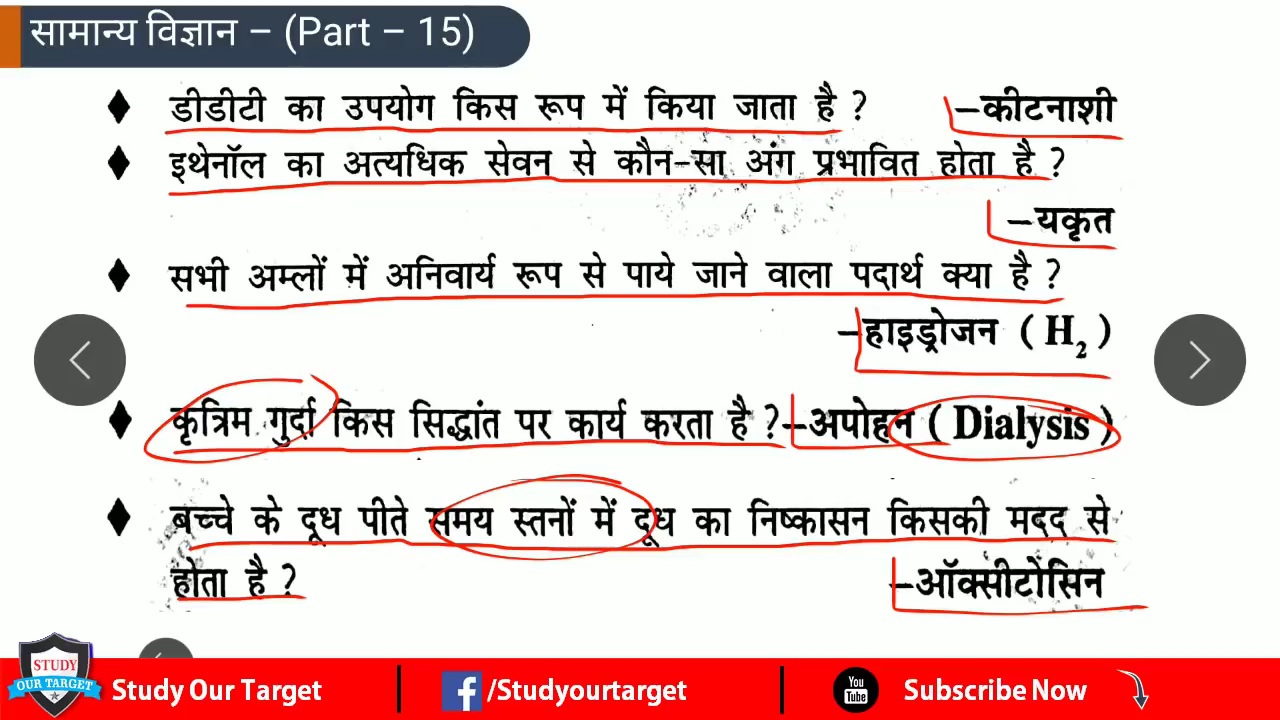 सामान्य विज्ञान – (Part – 15)
♦ डीडीटी का उपयोग किस रूप में किया जाता है ? –कीटनाशी
♦ इथेनॉल का अत्यधिक सेवन से कौन-सा अंग प्रभावित होता है ?
–यकृत
♦ सभी अम्लों में अनिवार्य रूप से पाये जाने वाला पदार्थ क्या है ?
–हाइड्रोजन ( H₂ )
♦ कृत्रिम गुर्दा किस सिद्धांत पर कार्य करता है ? –अपोहन ( Dialysis )
♦ बच्चे के दूध पीते समय स्तनों में दूध का निष्कासन किसकी मदद से
होता है ? –ऑक्सीटोसिन
STUDY
OUR TARGET
Study Our Target | f /Studyourtarget | You Tube Subscribe Now